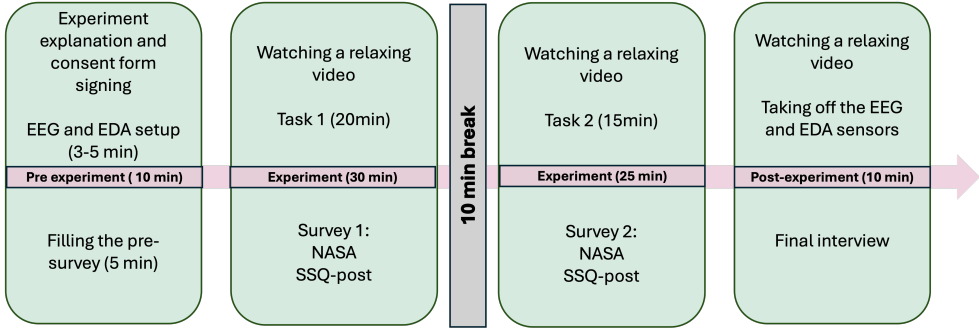 Experiment
explanation and
consent form
signing
EEG and EDA setup
(3-5 min)
Pre experiment ( 10 min)
Filling the pre-
survey (5 min)
Watching a relaxing
video
Task 1 (20min)
Experiment (30 min)
Survey 1:
NASA
SSQ-post
10 min break
Watching a relaxing
video
Task 2 (15min)
Experiment (25 min)
Survey 2:
NASA
SSQ-post
Watching a relaxing
video
Taking off the EEG
and EDA sensors
Post-experiment (10 min)
Final interview